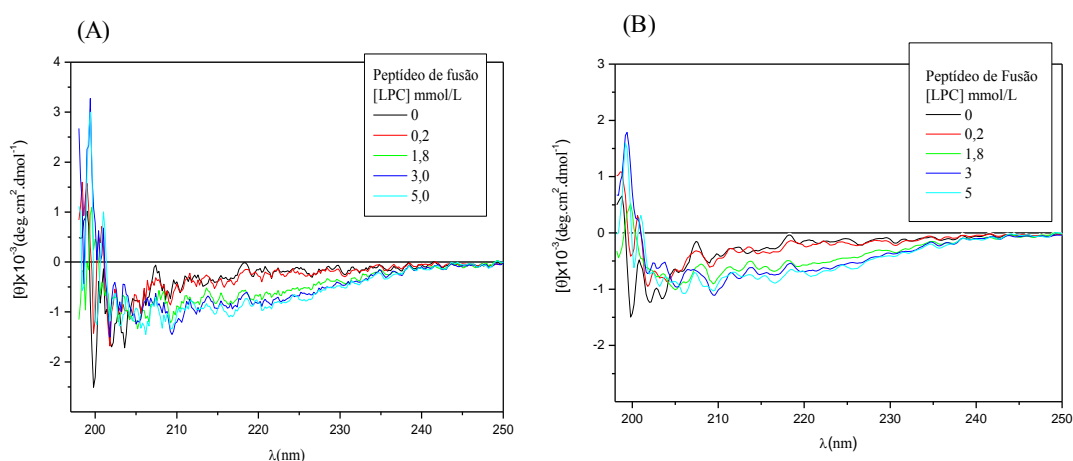 (A)
4
3
2
1
0
-1
-2
[θ]x10⁻³(deg.cm².dmol⁻¹)
Peptídeo de fusão
[LPC] mmol/L
0
0,2
1,8
3,0
5,0
200 210 220 230 240 250
λ(nm)
(B)
3
2
1
0
-1
-2
[θ]x10⁻³(deg.cm².dmol⁻¹)
Peptídeo de Fusão
[LPC] mmol/L
0
0,2
1,8
3
5
200 210 220 230 240 250
λ(nm)